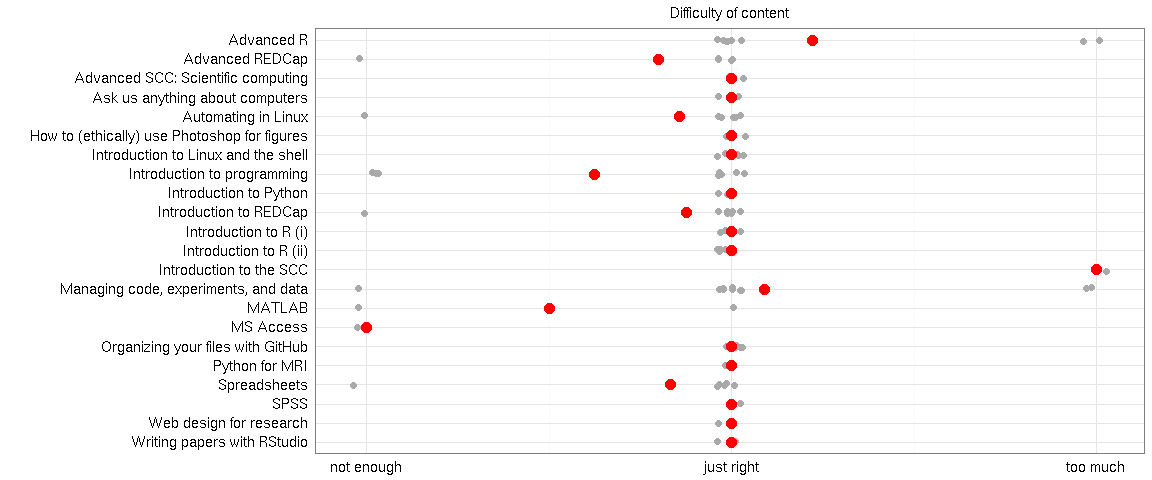 Difficulty of content
Advanced R
Advanced REDCap
Advanced SCC: Scientific computing
Ask us anything about computers
Automating in Linux
How to (ethically) use Photoshop for figures
Introduction to Linux and the shell
Introduction to programming
Introduction to Python
Introduction to REDCap
Introduction to R (i)
Introduction to R (ii)
Introduction to the SCC
Managing code, experiments, and data
MATLAB
MS Access
Organizing your files with GitHub
Python for MRI
Spreadsheets
SPSS
Web design for research
Writing papers with RStudio
not enough just right too much